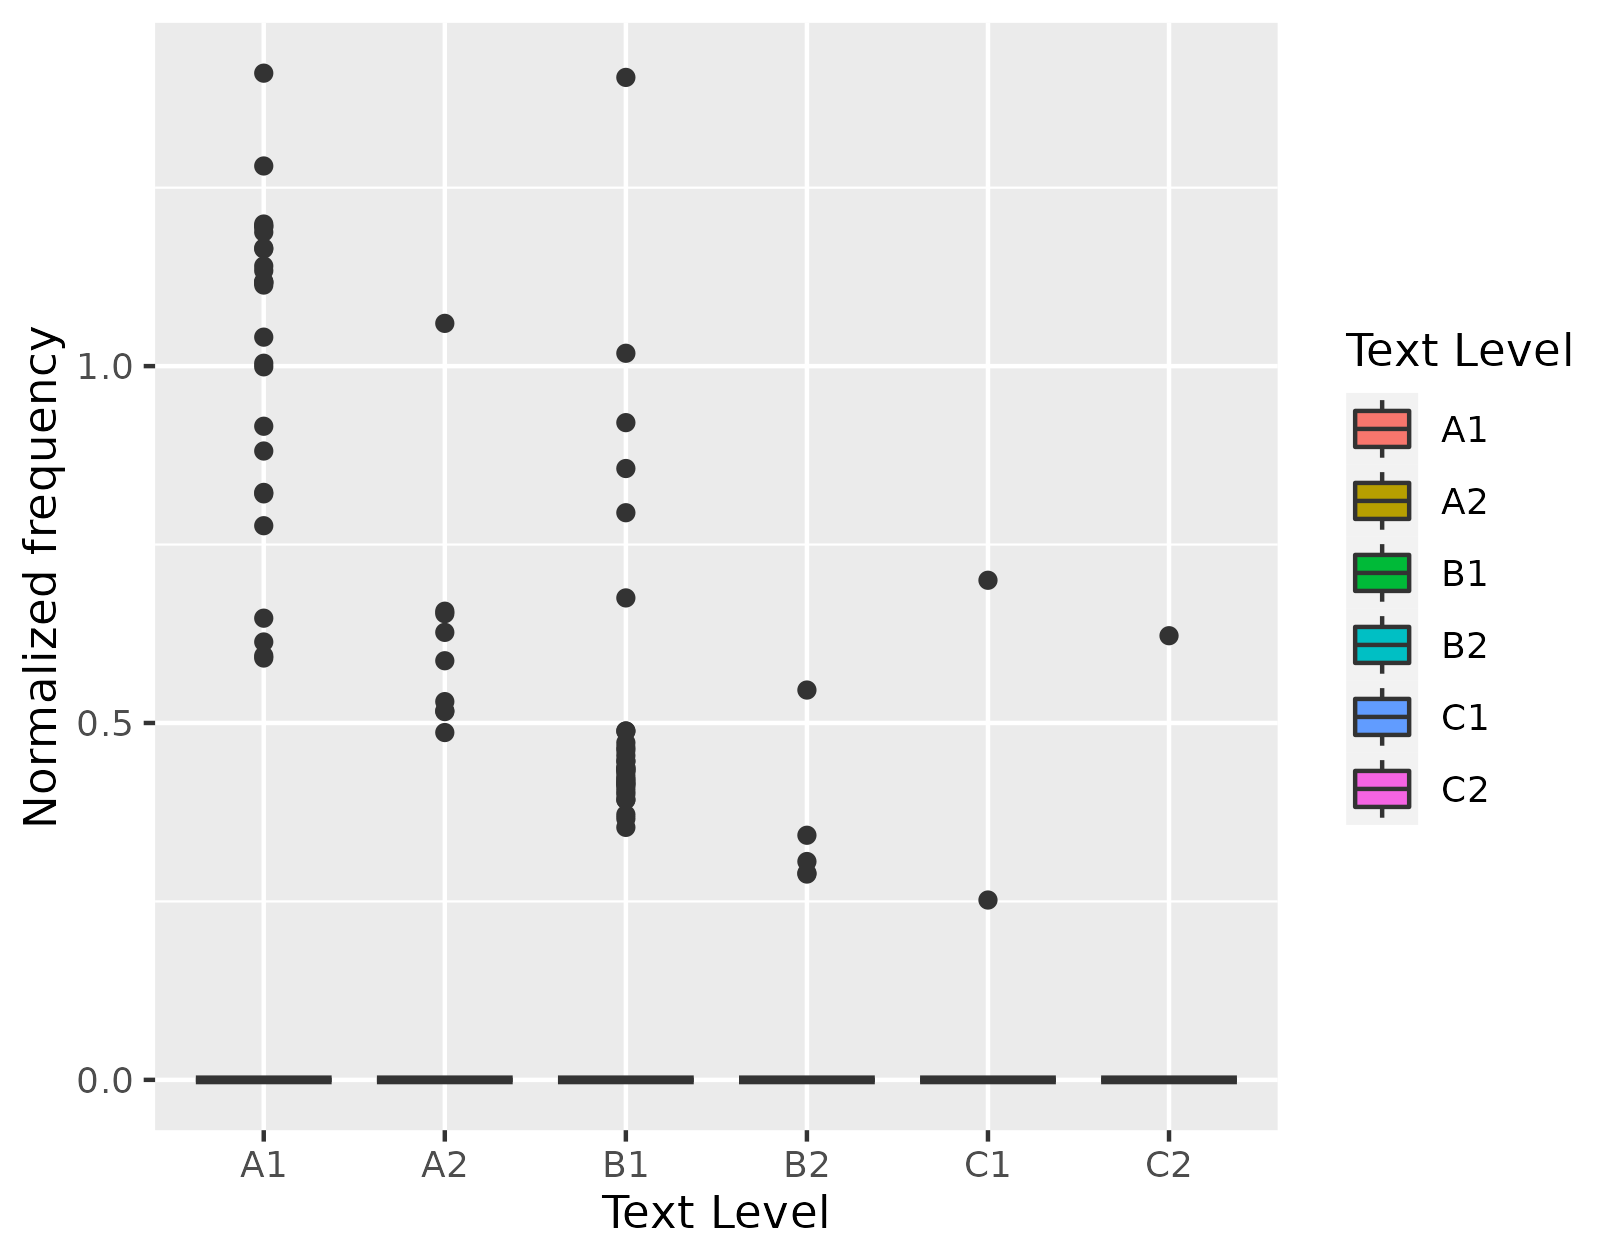 Normalized frequency
1.0
0.5
0.0
A1 A2 B1 B2 C1 C2
Text Level
Text Level
A1
A2
B1
B2
C1
C2